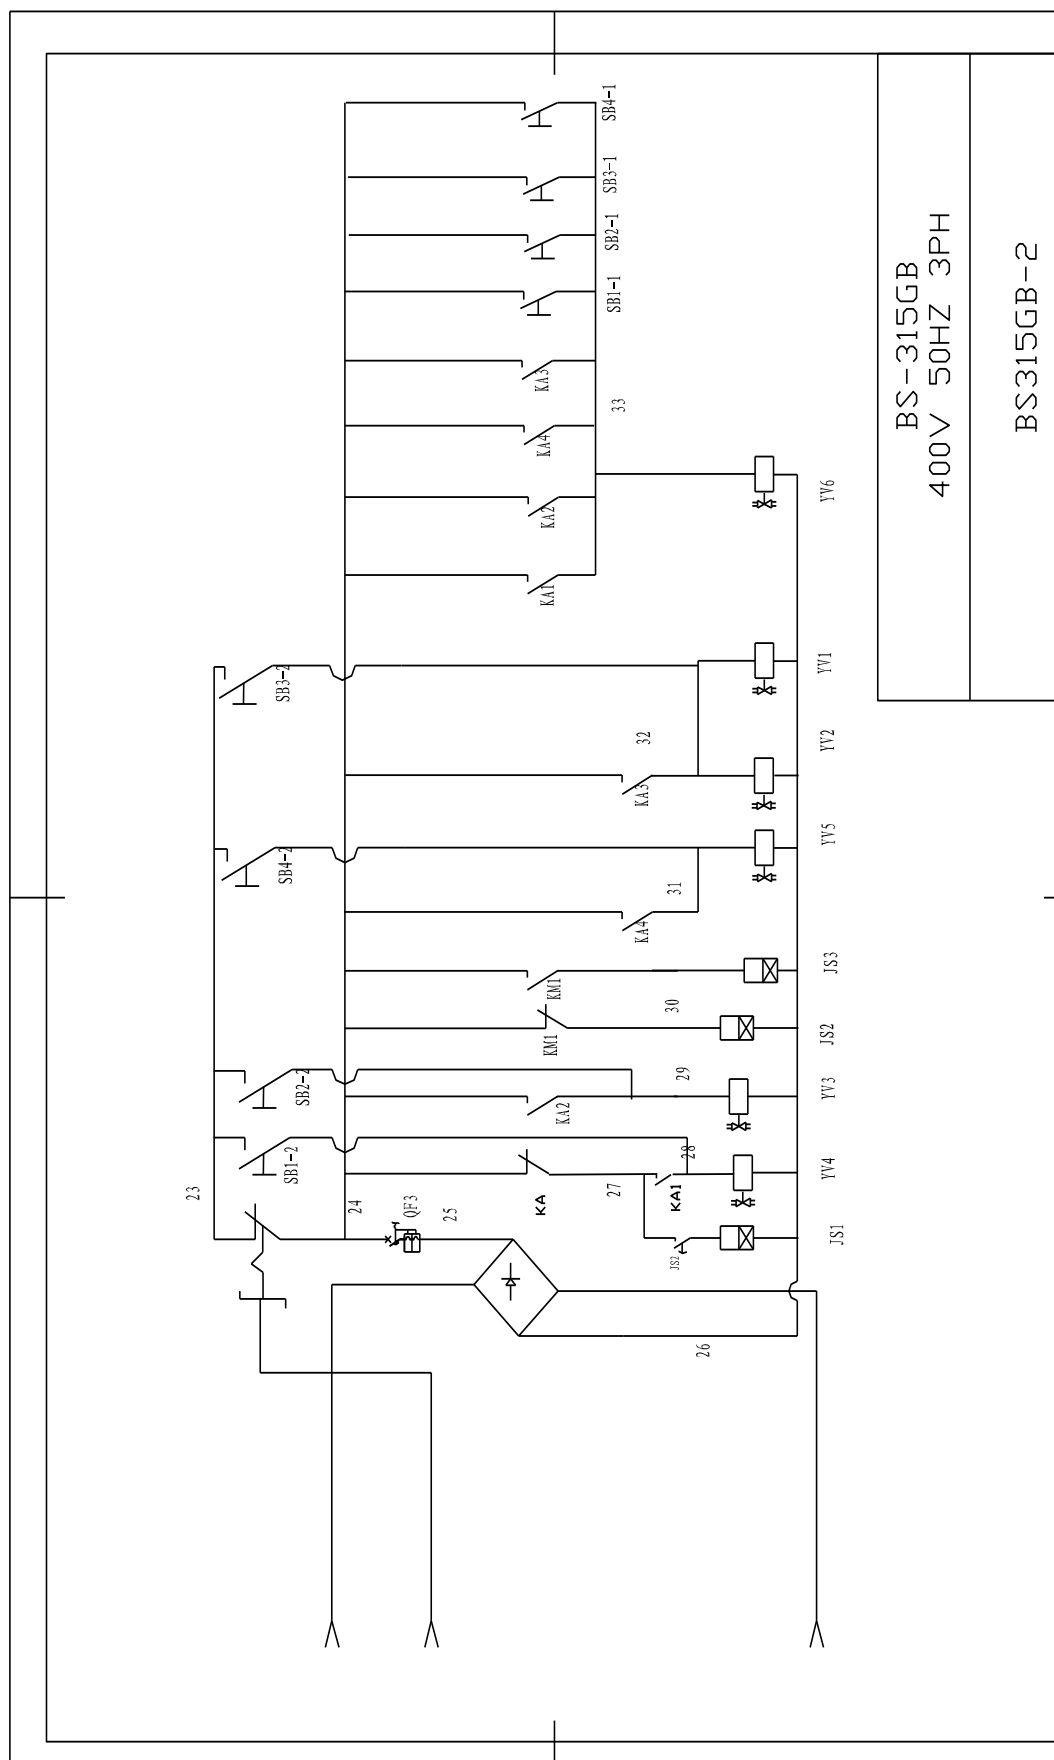 SB4-1
SB3-1
SB2-1
SB1-1
KA3
33
KA4
KA2
KA1
YV6
SB3-2
32
KA3
YV1
YV2
SB4-2
31
KA4
YV5
KM1
JS3
30
KM1
JS2
SB2-2
29
KA2
YV3
SB1-2
28
KA
27
KA1
YV4
23
24
QF3
25
JS2
JS1
26
BS-315GB
400V 50HZ 3PH
BS315GB-2